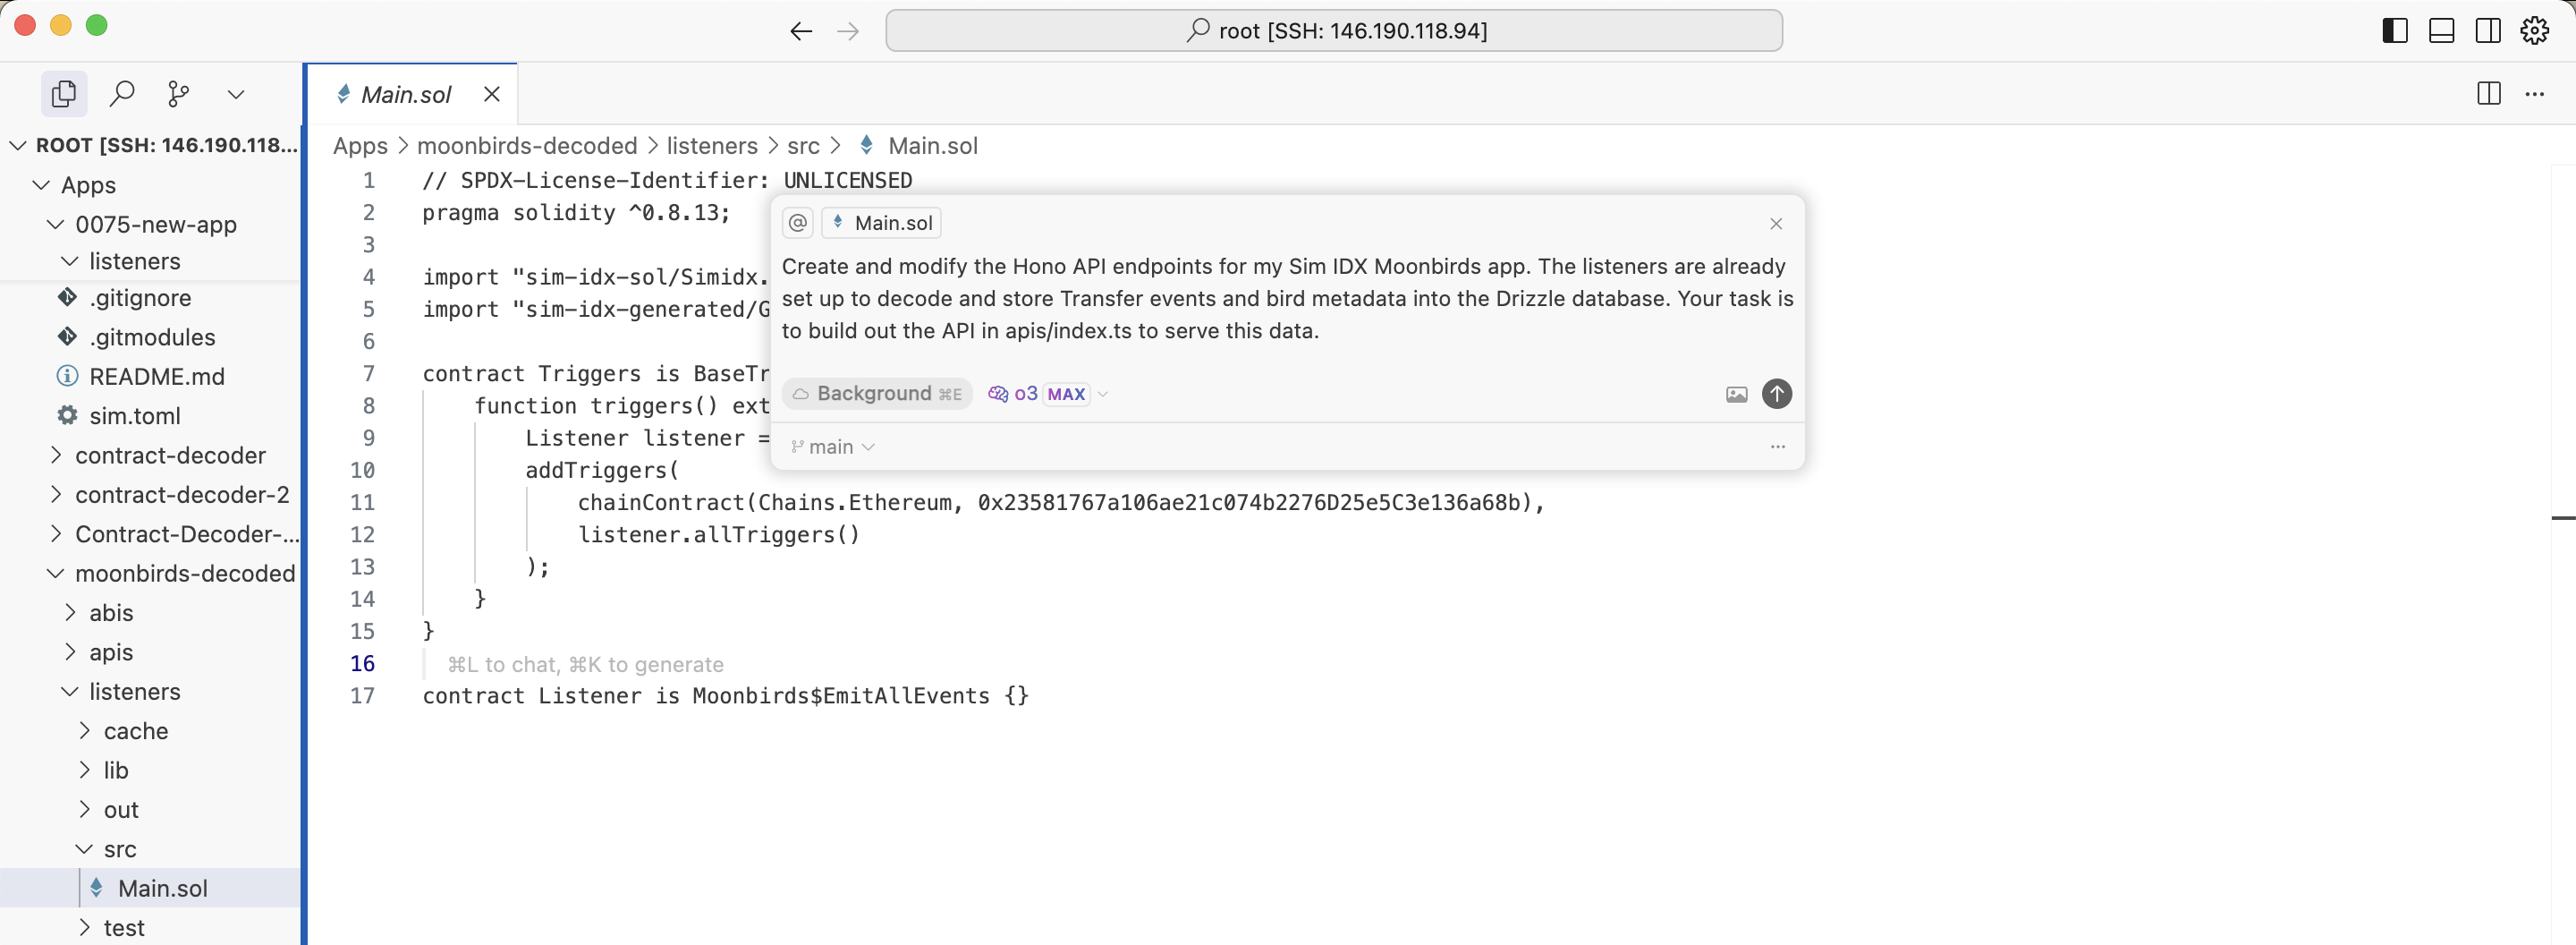 root [SSH: 146.190.118.94]
Main.sol
ROOT [SSH: 146.190.118...
Apps
0075-new-app
listeners
.gitignore
.gitmodules
README.md
sim.toml
contract-decoder
contract-decoder-2
Contract-Decoder-...
moonbirds-decoded
abis
apis
listeners
cache
lib
out
src
Main.sol
test
Apps > moonbirds-decoded > listeners > src > Main.sol
1 // SPDX-License-Identifier: UNLICENSED
2 pragma solidity ^0.8.13;
3
4 import "sim-idx-sol/Simidx.
5 import "sim-idx-generated/G
6
7 contract Triggers is BaseTr
8 function triggers() ext
9 Listener listener =
10 addTriggers(
11 chainContract(Chains.Ethereum, 0x23581767a106ae21c074b2276D25e5C3e136a68b),
12 listener.allTriggers()
13 );
14 }
15 }
16 ⌘L to chat, ⌘K to generate
17 contract Listener is Moonbirds$EmitAllEvents {}
@ Main.sol
Create and modify the Hono API endpoints for my Sim IDX Moonbirds app. The listeners are already
set up to decode and store Transfer events and bird metadata into the Drizzle database. Your task is
to build out the API in apis/index.ts to serve this data.
Background ⌘E o3 MAX
main